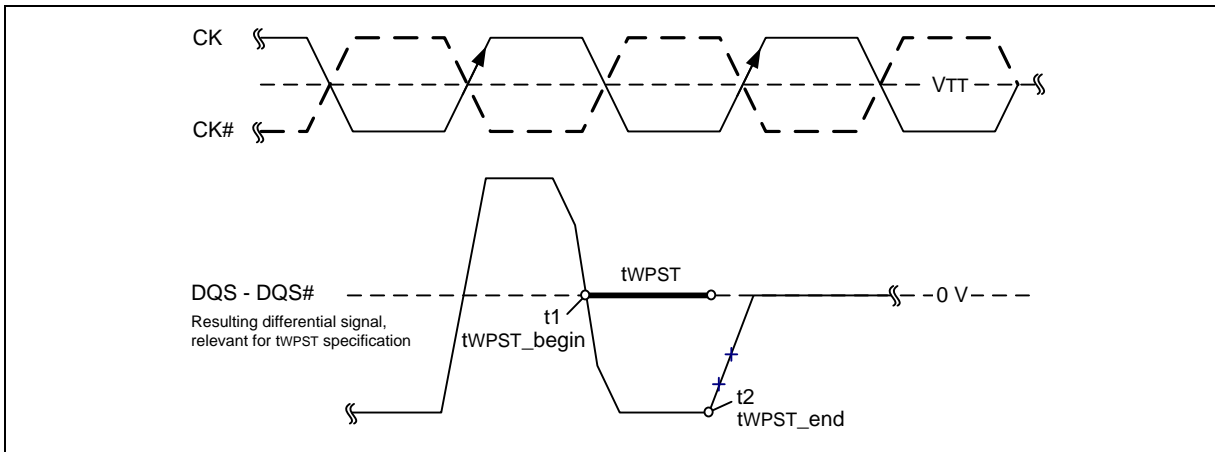 CK
VTT
CK#
tWPST
DQS - DQS#
0 V
Resulting differential signal,
relevant for tWPST specification
t1
tWPST_begin
t2
tWPST_end